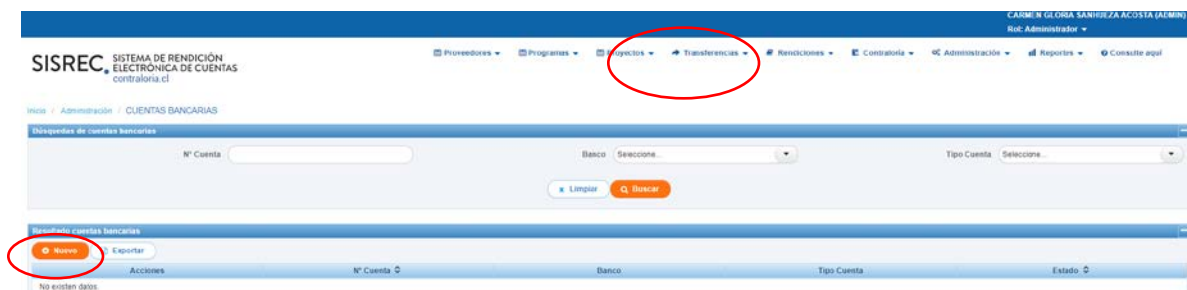 CARMEN GLORIA SANHUEZA ACOSTA (ADMIN)
Rol: Administrador
SISREC SISTEMA DE RENDICIÓN
ELECTRÓNICA DE CUENTAS
contraloria.cl
Proveedores Programas Proyectos Transferencias Rendiciones Contraloría Administración Reportes Consulte aquí
Inicio / Administración / CUENTAS BANCARIAS
Búsquedas de cuentas bancarias
N° Cuenta Banco Seleccione... Tipo Cuenta Seleccione...
Limpiar Buscar
Resultado cuentas bancarias
Nuevo Exportar
Acciones N° Cuenta Banco Tipo Cuenta Estado
No existen datos.